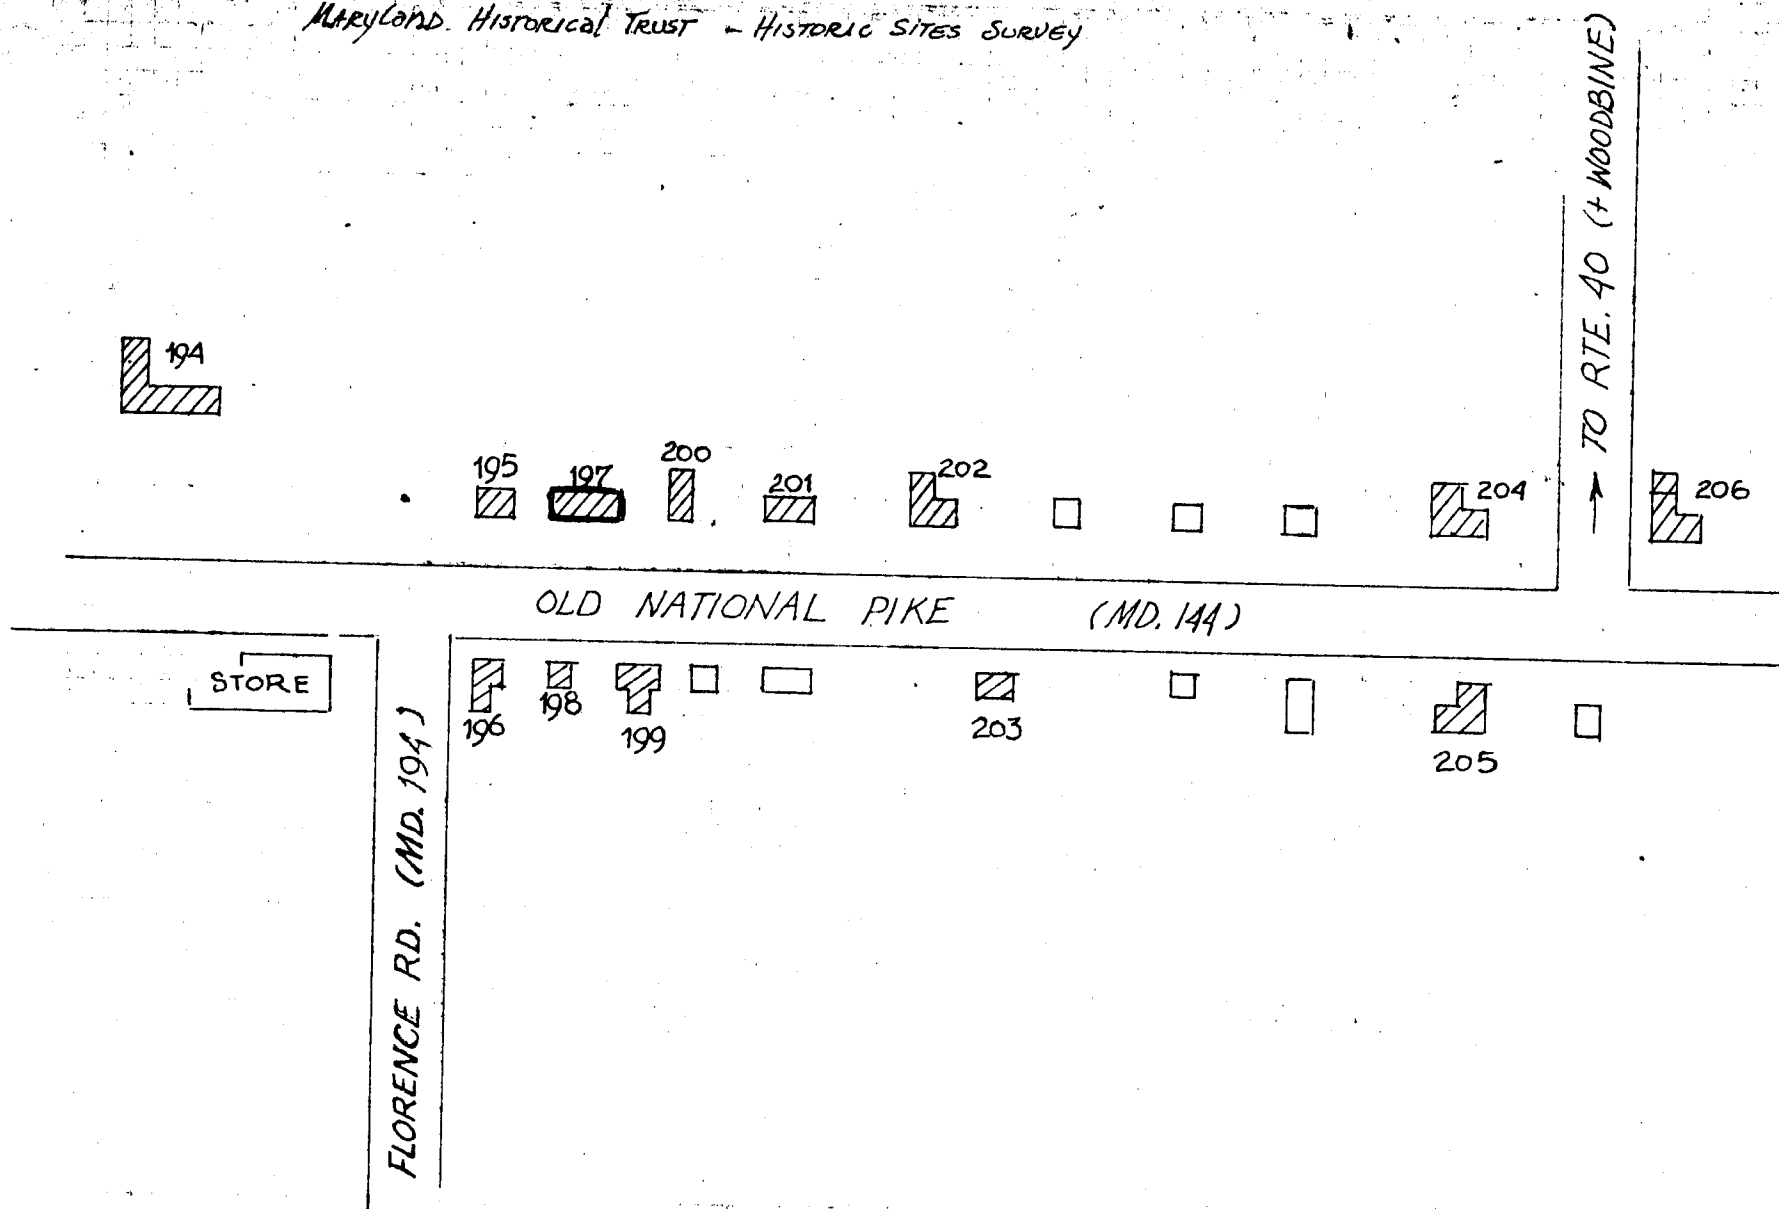 MARYLAND. HISTORICAL TRUST - HISTORIC SITES SURVEY
→ TO RTE. 40 (+ WOODBINE)
194
195
197
200
201
202
204
206
OLD NATIONAL PIKE (MD. 144)
STORE
196
198
199
203
205
FLORENCE RD. (MD. 194)